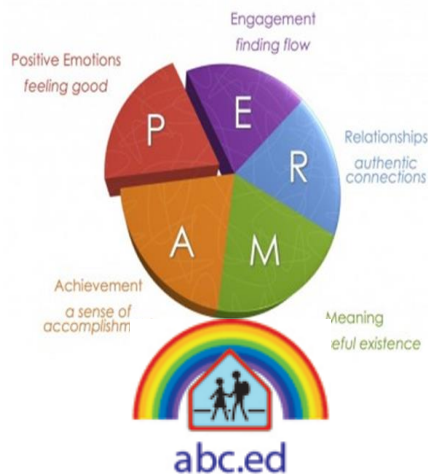 Engagement
finding flow
Positive Emotions
feeling good
P
E
R
M
A
Relationships
authentic
connections
Achievement
a sense of
accomplishm
Meaning
eful existence
abc.ed